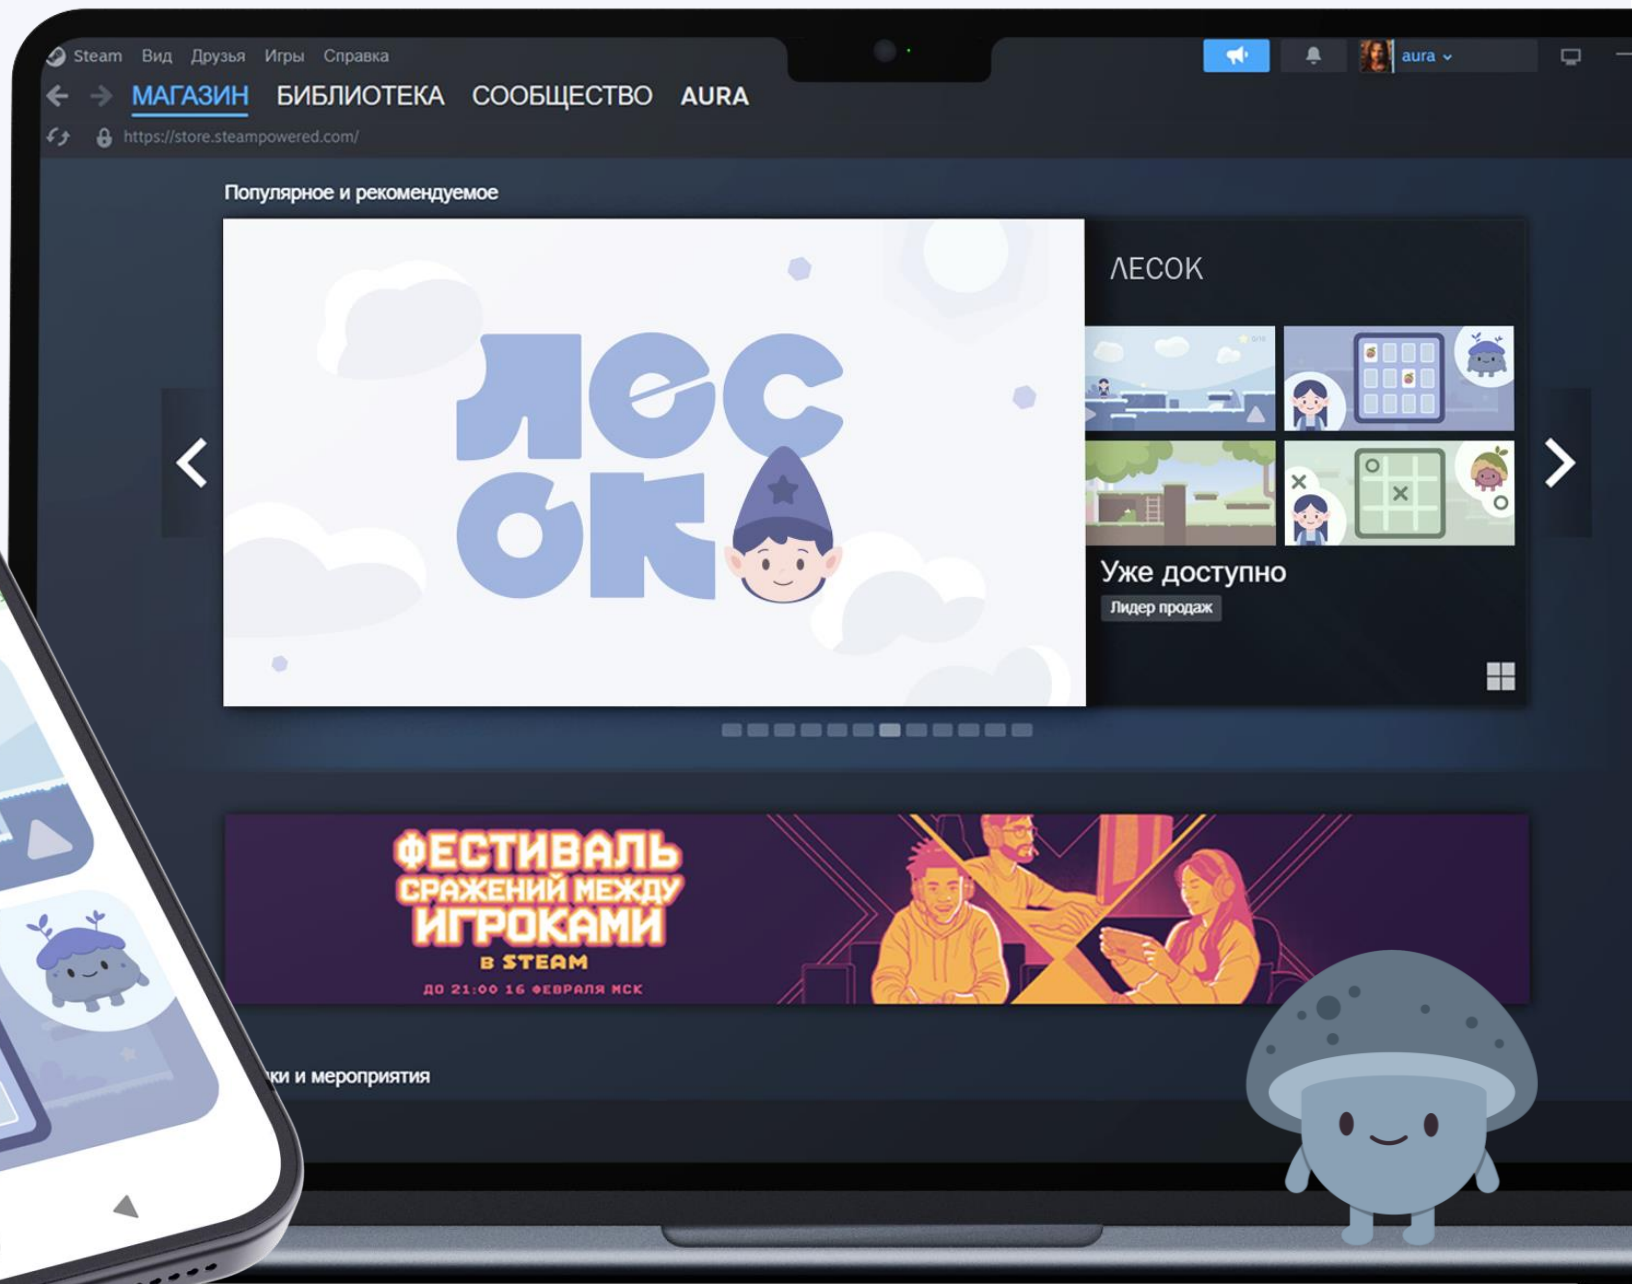 Steam Вид Друзья Игры Справка
aura
МАГАЗИН БИБЛИОТЕКА СООБЩЕСТВО AURA
https://store.steampowered.com/
Популярное и рекомендуемое
ЛЕС
ОК
ЛЕСОК
Уже доступно
Лидер продаж
ФЕСТИВАЛЬ
СРАЖЕНИЙ МЕЖДУ
ИГРОКАМИ
В STEAM
ДО 21:00 16 ФЕВРАЛЯ МСК
и мероприятия